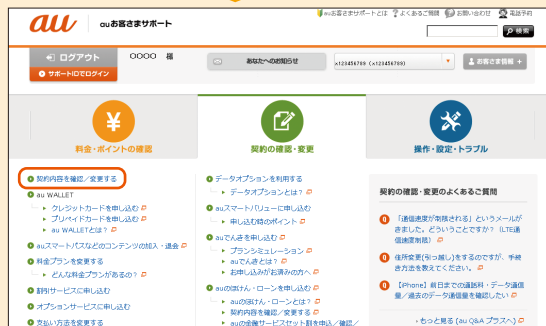 au auお客さまサポート
auお客さまサポートとは よくあるご質問 お問い合わせ 電話予約
検索
ログアウト
サポートIDでログイン
OOOO 様
あなたへのお知らせ
x123456789 (x123456789)
お客さま情報 +
料金・ポイントの確認
契約の確認・変更
操作・設定・トラブル
契約内容を確認／変更する
au WALLET
クレジットカードを申し込む
プリペイドカードを申し込む
au WALLETとは？
auスマートパスなどのコンテンツの加入・退会
料金プランを変更する
どんな料金プランがあるの？
割引サービスに申し込む
オプションサービスに申し込む
支払い方法を変更する
データオプションを利用する
データオプションとは？
auスマートバリューに申し込む
申し込む時のポイント
auでんきを申し込む
プランシミュレーション
auでんきとは？
お申し込みがお済みの方へ
auのほけん・ローンを申し込む
auのほけん・ローンとは？
契約内容を確認／変更する
auの金融サービスセット割を申込／確認／
契約の確認・変更のよくあるご質問
Q 「通信速度が制限される」というメールが
きました。どういうことですか？（LTE通
信速度制限）
Q 住所変更(引っ越し)をするのですが、手続
き方法を教えてください。
Q 【iPhone】前日までの通話料・データ通信
量／過去のデータ通信量を確認したい
もっと見る (au Q&A プラスへ)